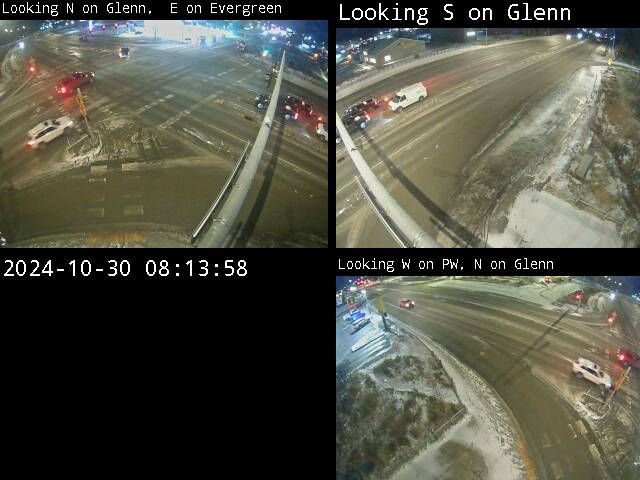 Looking N on Glenn,  E on Evergreen
Looking S on Glenn
2024-10-30 08:13:58
Looking W on PW, N on Glenn